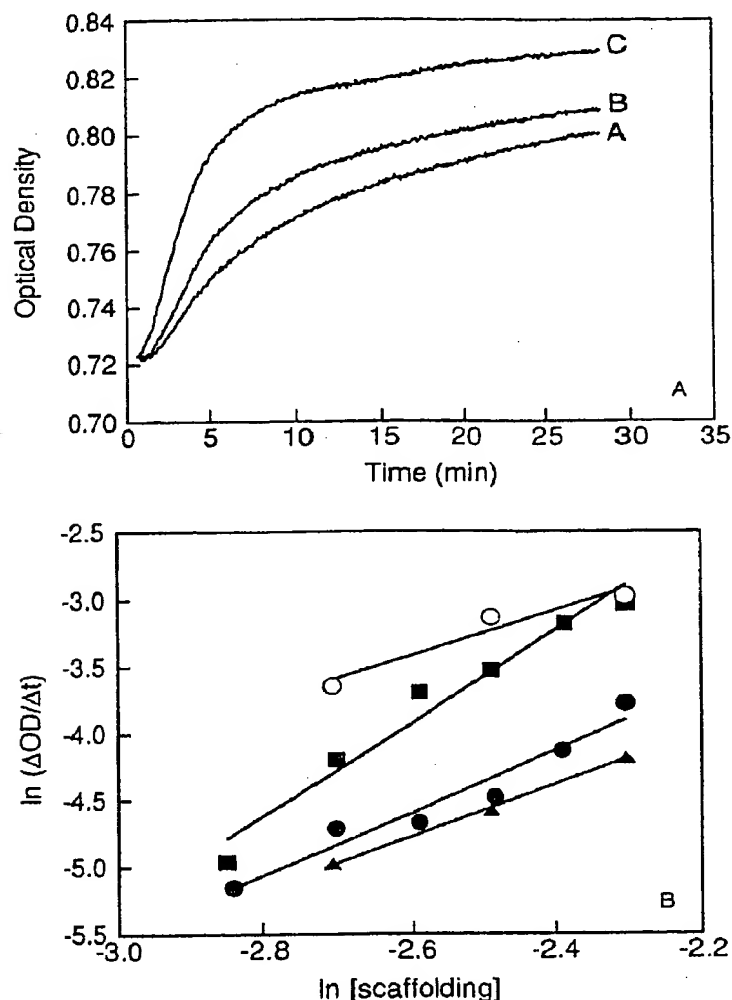 0.84
0.82
0.80
0.78
0.76
0.74
0.72
0.70
Optical Density
C
B
A
A
0 5 10 15 20 25 30 35
Time (min)
-2.5
-3.0
-3.5
-4.0
-4.5
-5.0
-5.5
ln (ΔOD/Δt)
B
-3.0 -2.8 -2.6 -2.4 -2.2
ln [scaffolding]